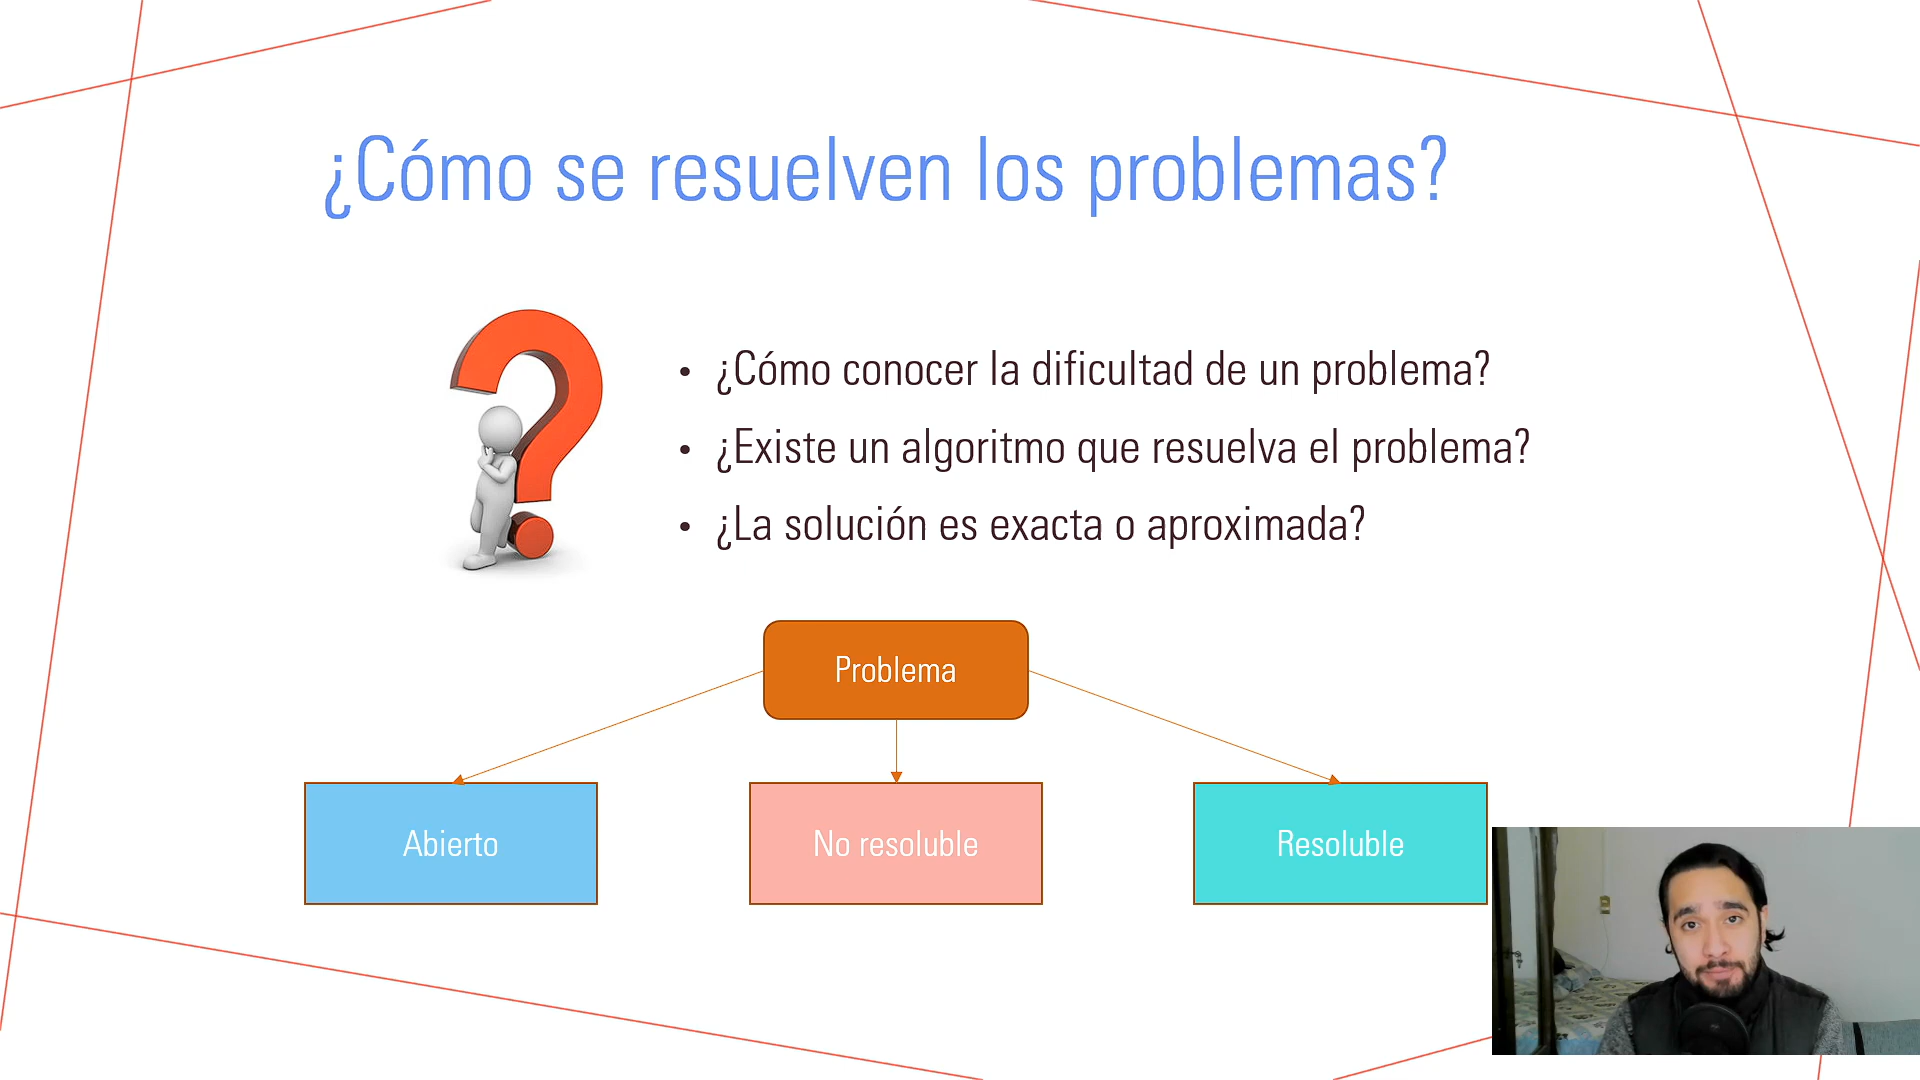 ¿Cómo se resuelven los problemas?
• ¿Cómo conocer la dificultad de un problema?
• ¿Existe un algoritmo que resuelva el problema?
• ¿La solución es exacta o aproximada?
Problema
Abierto
No resoluble
Resoluble